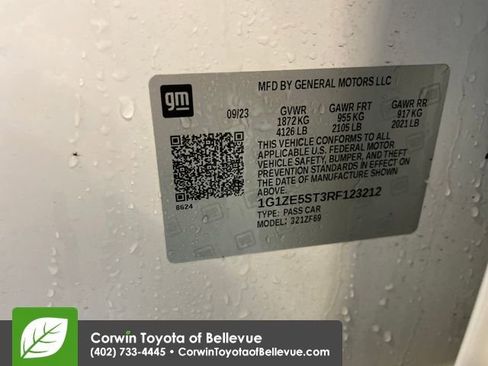 gm
MFD BY GENERAL MOTORS LLC
09/23 GVWR GAWR FRT GAWR RR
1872 KG 955 KG 917 KG
4126 LB 2105 LB 2021 LB
THIS VEHICLE CONFORMS TO ALL
APPLICABLE U.S. FEDERAL MOTOR
VEHICLE SAFETY, BUMPER, AND THEFT
PREVENTION STANDARDS IN EFFECT ON THE
DATE OF MANUFACTURE SHOWN ABOVE.
8624
1G1ZE5ST3RF123212
TYPE: PASS CAR
MODEL: 321ZF69
Corwin Toyota of Bellevue
(402) 733-4445 • CorwinToyotaofBellevue.com